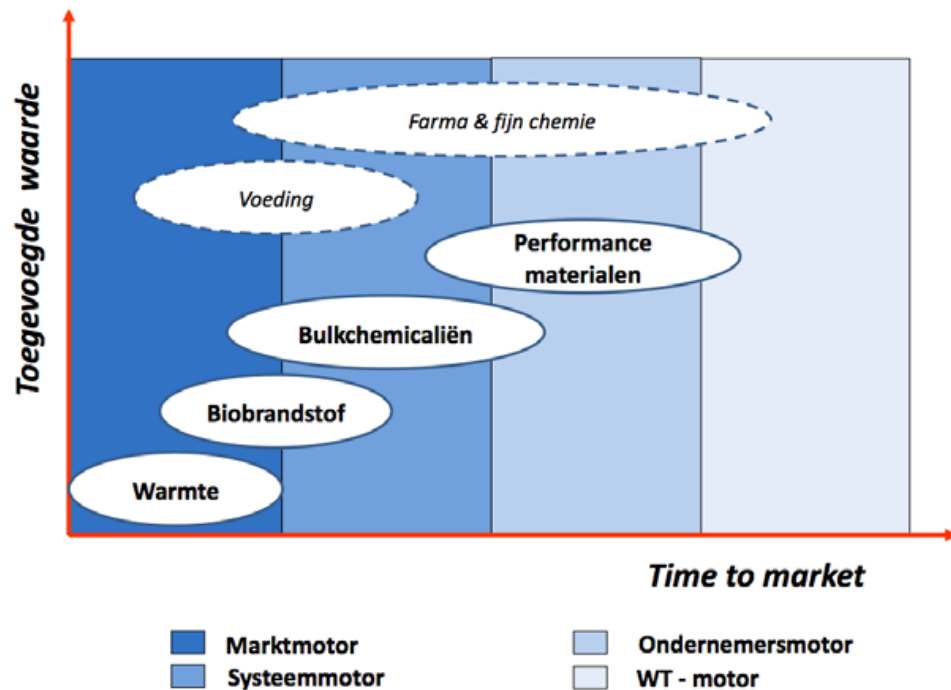 Toegevoegde waarde
Farma & fijn chemie
Voeding
Performance
materialen
Bulkchemicaliën
Biobrandstof
Warmte
Time to market
Marktmotor
Systeemmotor
Ondernemersmotor
WT - motor